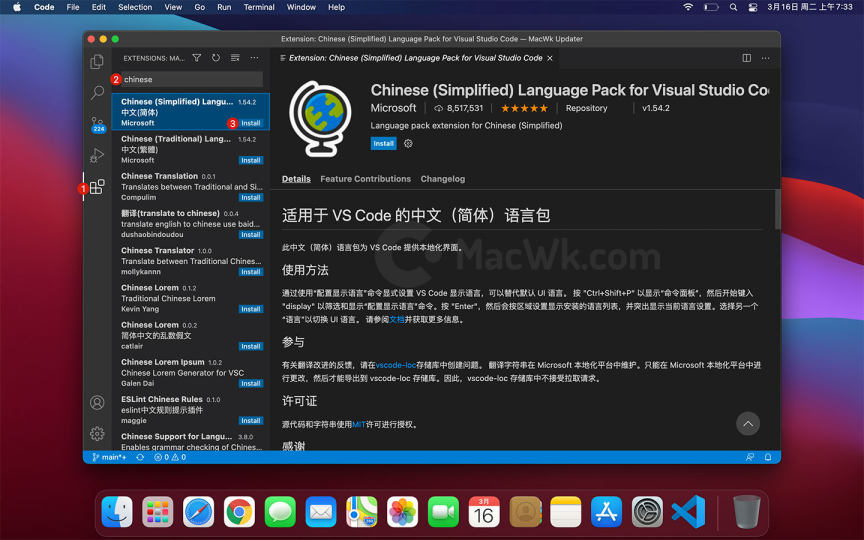 Code File Edit Selection View Go Run Terminal Window Help 3月16日 周二 上午7:33
Extension: Chinese (Simplified) Language Pack for Visual Studio Code — MacWk Updater
EXTENSIONS: MA...
Extension: Chinese (Simplified) Language Pack for Visual Studio Code
2
chinese
224
1
Chinese (Simplified) Langu... 1.54.2
中文(简体)
Microsoft 3 Install
Chinese (Traditional) Lang... 1.54.2
中文(繁體)
Microsoft Install
Chinese Translation 0.0.1
Translates between Traditional and Si...
Compulim Install
翻译(translate to chinese) 0.0.4
translate english to chinese use baid...
dushaobindoudou Install
Chinese Translator 1.0.0
Translate between Traditional Chines...
mollykannn Install
Chinese Lorem 0.1.2
Traditional Chinese Lorem
Kevin Yang Install
Chinese Lorem 0.0.2
简体中文的乱数假文
catlair Install
Chinese Lorem Ipsum 1.0.2
Chinese Lorem Generator for VSC
Galen Dai Install
ESLint Chinese Rules 0.1.0
eslint中文规则提示插件
maggie Install
Chinese Support for Langu... 3.8.0
Enables grammar checking of Chines...
Chinese (Simplified) Language Pack for Visual Studio Co
Microsoft 8,517,531 Repository v1.54.2
Language pack extension for Chinese (Simplified)
Install
Details Feature Contributions Changelog
适用于 VS Code 的中文（简体）语言包
此中文（简体）语言包为 VS Code 提供本地化界面。
使用方法
通过使用“配置显示语言”命令显式设置 VS Code 显示语言，可以替代默认 UI 语言。 按 “Ctrl+Shift+P” 以显示“命令面板”，然后开始键入
“display” 以筛选和显示“配置显示语言”命令。按 “Enter”，然后会按区域设置显示安装的语言列表，并突出显示当前语言设置。选择另一个
“语言”以切换 UI 语言。 请参阅文档并获取更多信息。
参与
有关翻译改进的反馈，请在vscode-loc存储库中创建问题。 翻译字符串在 Microsoft 本地化平台中维护。只能在 Microsoft 本地化平台中进
行更改，然后才能导出到 vscode-loc 存储库。因此，vscode-loc 存储库中不接受拉取请求。
许可证
源代码和字符串使用MIT许可进行授权。
感谢
MacWk.com
main*+ 0 0
3月
16